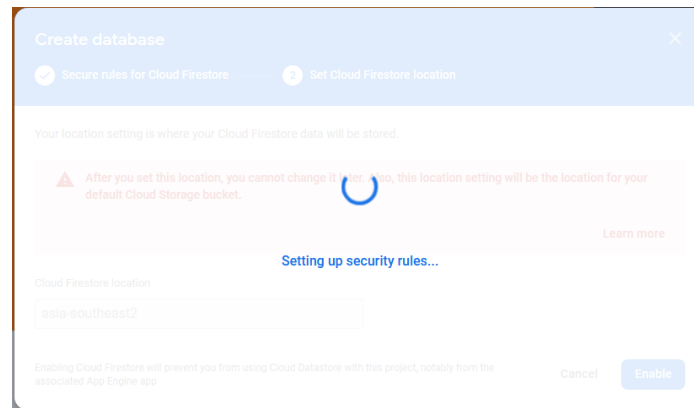 Create database
Secure rules for Cloud Firestore
2 Set Cloud Firestore location
Your location setting is where your Cloud Firestore data will be stored.
After you set this location, you cannot change it later. Also, this location setting will be the location for your
default Cloud Storage bucket.
Learn more
Setting up security rules...
Cloud Firestore location
asia-southeast2
Enabling Cloud Firestore will prevent you from using Cloud Datastore with this project, notably from the
associated App Engine app
Cancel
Enable